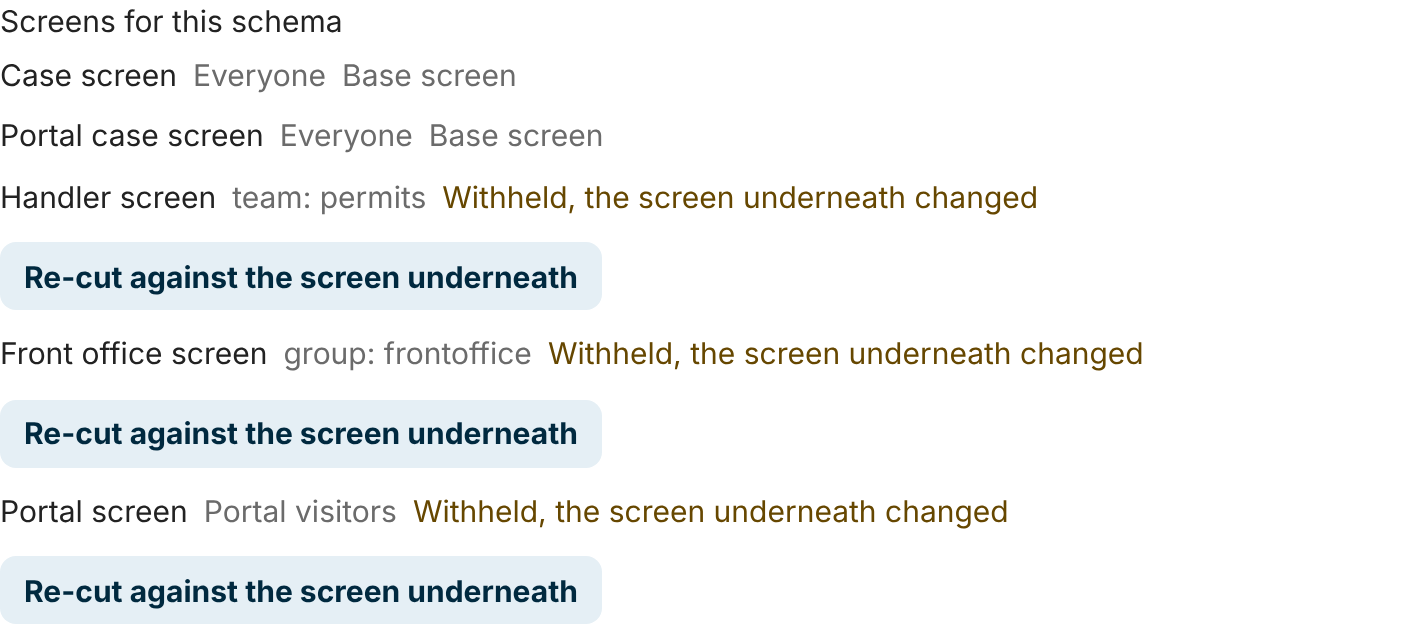 Screens for this schema
Case screen Everyone Base screen
Portal case screen Everyone Base screen
Handler screen team: permits Withheld, the screen underneath changed
Re-cut against the screen underneath
Front office screen group: frontoffice Withheld, the screen underneath changed
Re-cut against the screen underneath
Portal screen Portal visitors Withheld, the screen underneath changed
Re-cut against the screen underneath